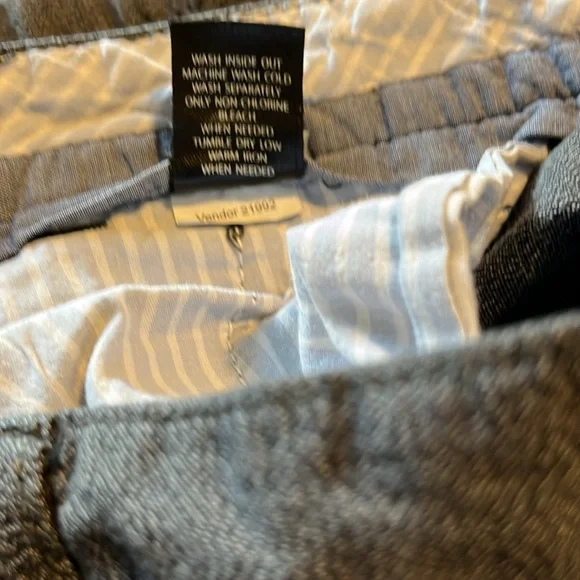 WASH INSIDE OUT
MACHINE WASH COLD
WASH SEPARATELY
ONLY NON CHLORINE
BLEACH
WHEN NEEDED
TUMBLE DRY LOW
WARM IRON
WHEN NEEDED
Vendor 21992